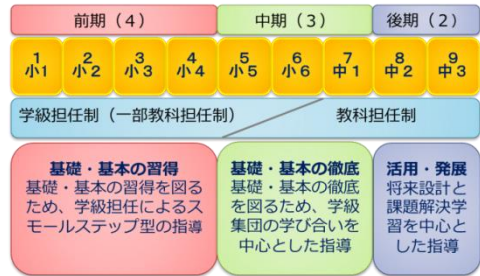 前期（4） 中期（3） 後期（2）
1 2 3 4 5 6 7 8 9
小1 小2 小3 小4 小5 小6 中1 中2 中3
学級担任制（一部教科担任制） 教科担任制
基礎・基本の習得
基礎・基本の習得を図る
ため、学級担任によるス
モールステップ型の指導
基礎・基本の徹底
基礎・基本の徹底
を図るため、学級
集団の学び合いを
中心とした指導
活用・発展
将来設計と
課題解決学
習を中心と
した指導